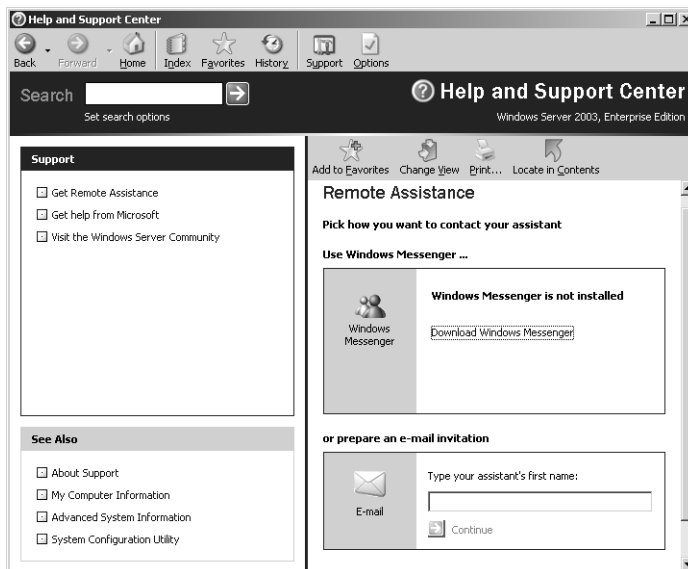 Help and Support Center
Back Forward Home Index Favorites History Support Options
Search
Set search options
Help and Support Center
Windows Server 2003, Enterprise Edition
Support
Get Remote Assistance
Get help from Microsoft
Visit the Windows Server Community
See Also
About Support
My Computer Information
Advanced System Information
System Configuration Utility
Add to Favorites Change View Print... Locate in Contents
Remote Assistance
Pick how you want to contact your assistant
Use Windows Messenger ...
Windows
Messenger
Windows Messenger is not installed
Download Windows Messenger
or prepare an e-mail invitation
E-mail
Type your assistant's first name:
Continue